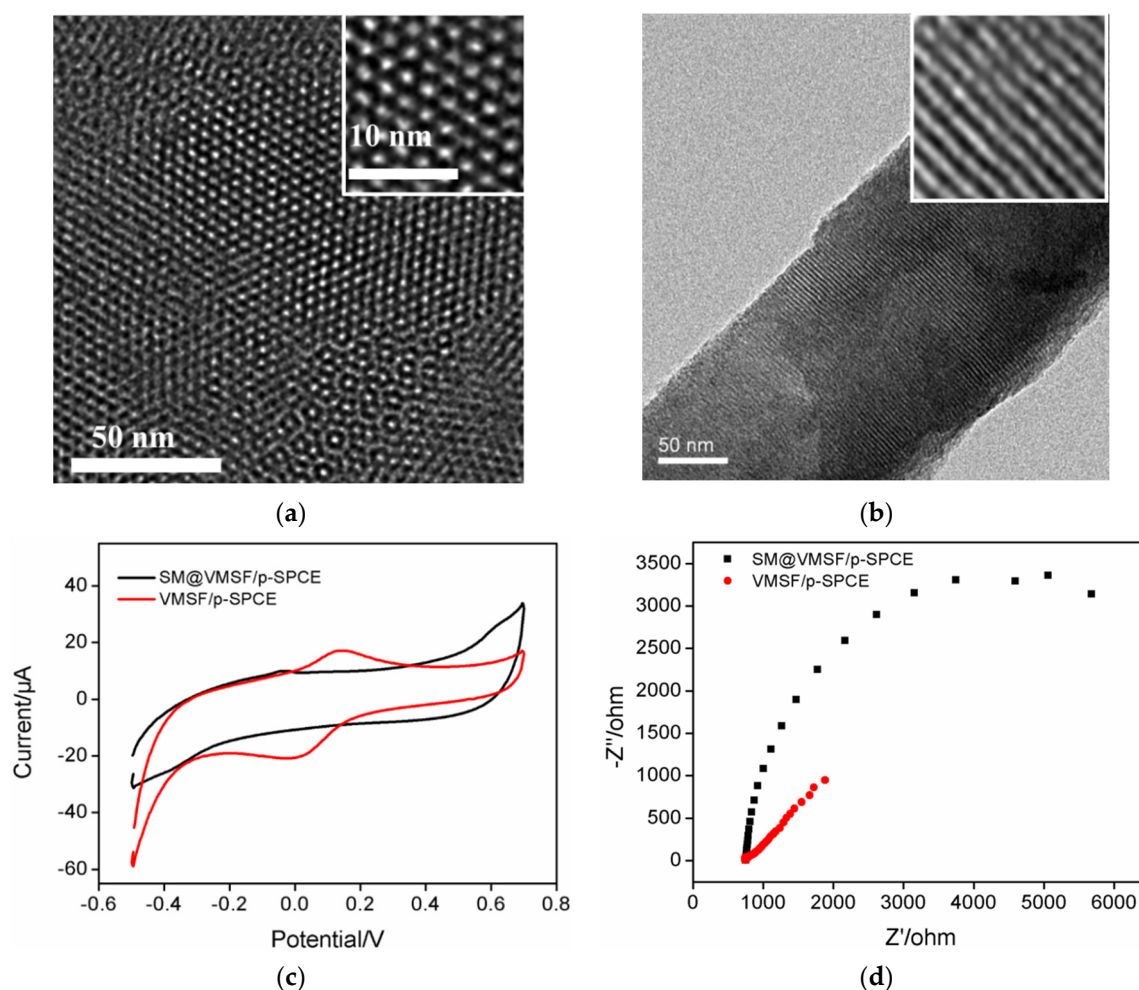 10 nm
50 nm
50 nm
(a)
(b)
SM@VMSF/p-SPCE
VMSF/p-SPCE
40
20
0
-20
-40
-60
Current/μA
-0.6
-0.4
-0.2
0.0
0.2
0.4
0.6
0.8
Potential/V
(c)
SM@VMSF/p-SPCE
VMSF/p-SPCE
3500
3000
2500
2000
1500
1000
500
0
-Z"/ohm
0
1000
2000
3000
4000
5000
6000
Z'/ohm
(d)